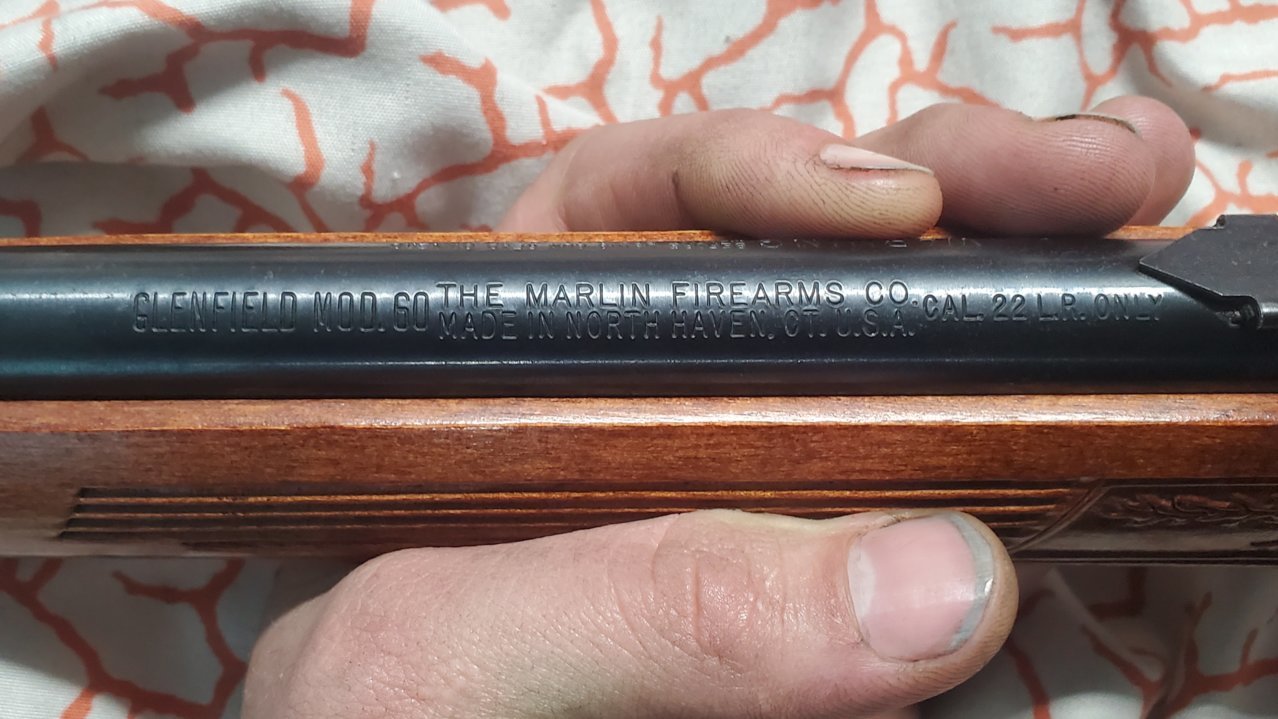 GLENFIELD MOD. 60
THE MARLIN FIREARMS CO.
MADE IN NORTH HAVEN, CT. U.S.A.
CAL. 22 L.R. ONLY